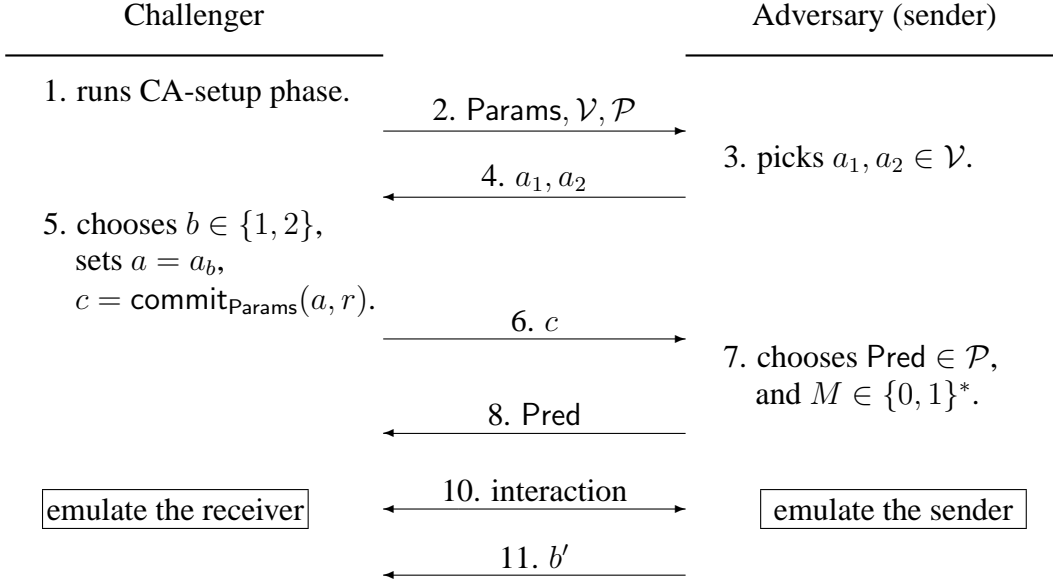 Challenger Adversary (sender)
1. runs CA-setup phase.
2. Params, 𝒱, 𝒫
3. picks a₁, a₂ ∈ 𝒱.
4. a₁, a₂
5. chooses b ∈ {1, 2},
sets a = a_b,
c = commit_Params(a, r).
6. c
7. chooses Pred ∈ 𝒫,
and M ∈ {0, 1}*.
8. Pred
emulate the receiver 10. interaction emulate the sender
11. b′